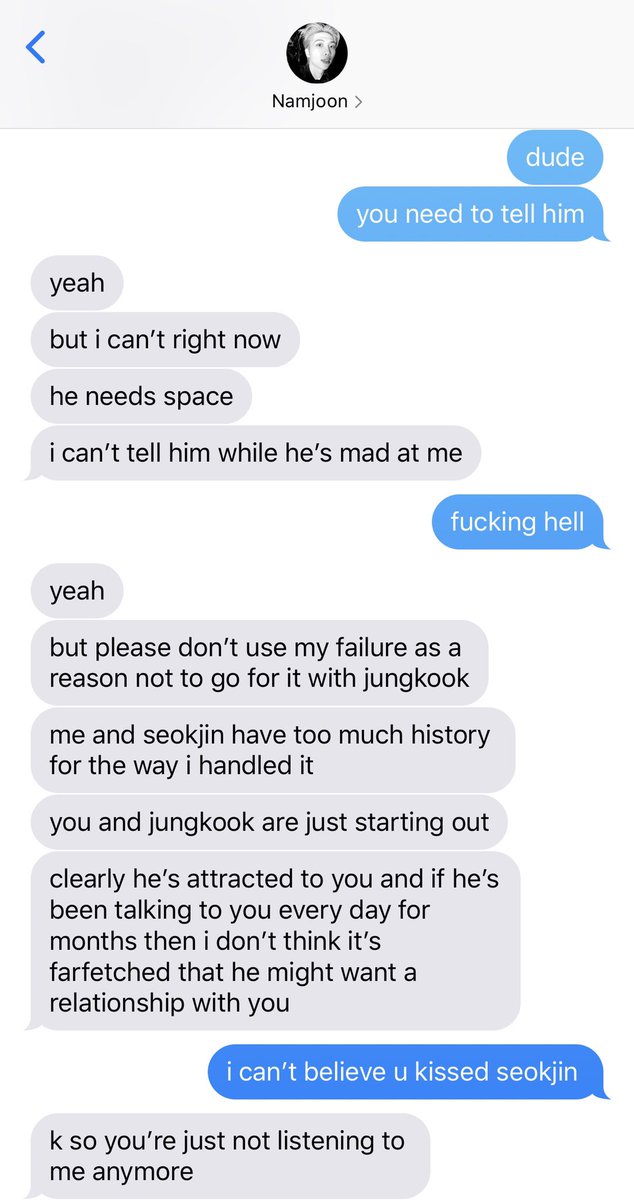 Namjoon
dude
you need to tell him
yeah
but i can’t right now
he needs space
i can’t tell him while he’s mad at me
fucking hell
yeah
but please don’t use my failure as a
reason not to go for it with jungkook
me and seokjin have too much history
for the way i handled it
you and jungkook are just starting out
clearly he’s attracted to you and if he’s
been talking to you every day for
months then i don’t think it’s
farfetched that he might want a
relationship with you
i can’t believe u kissed seokjin
k so you’re just not listening to
me anymore